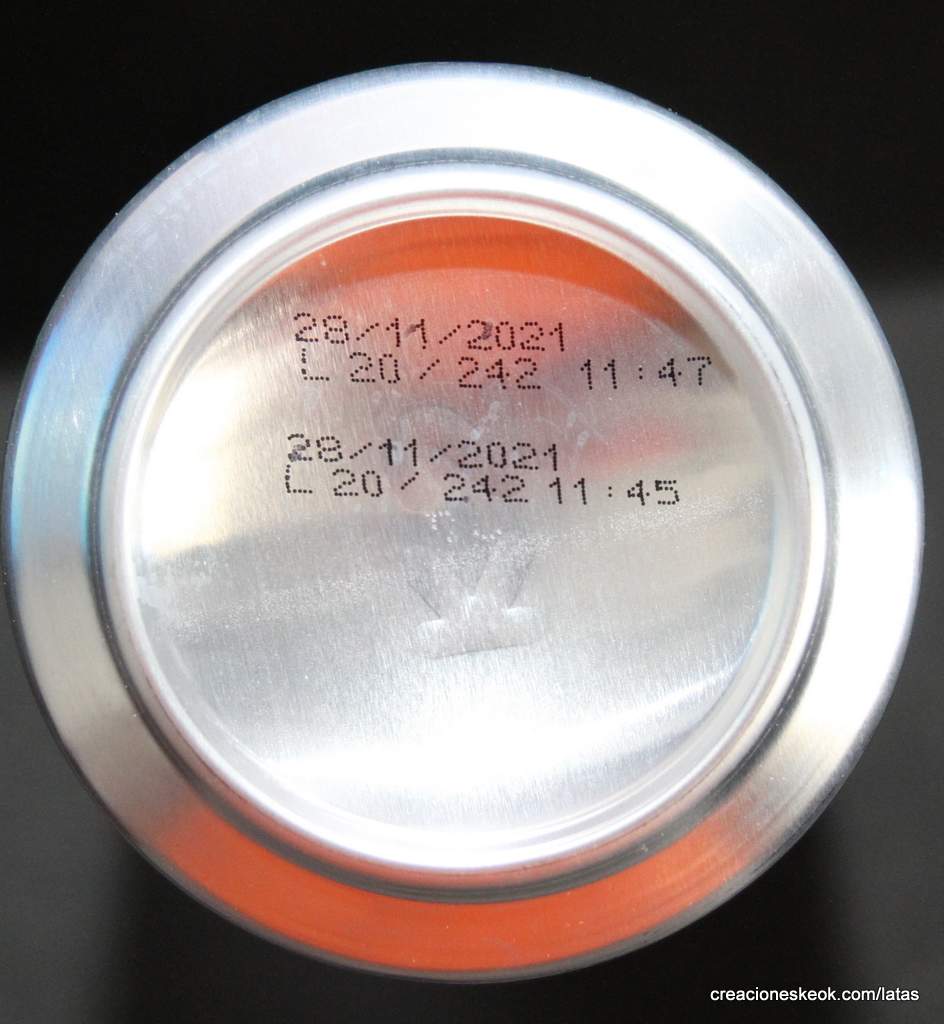 28/11/2021
L 20 / 242 11:47
28/11/2021
L 20 / 242 11:45
creacioneskeok.com/latas